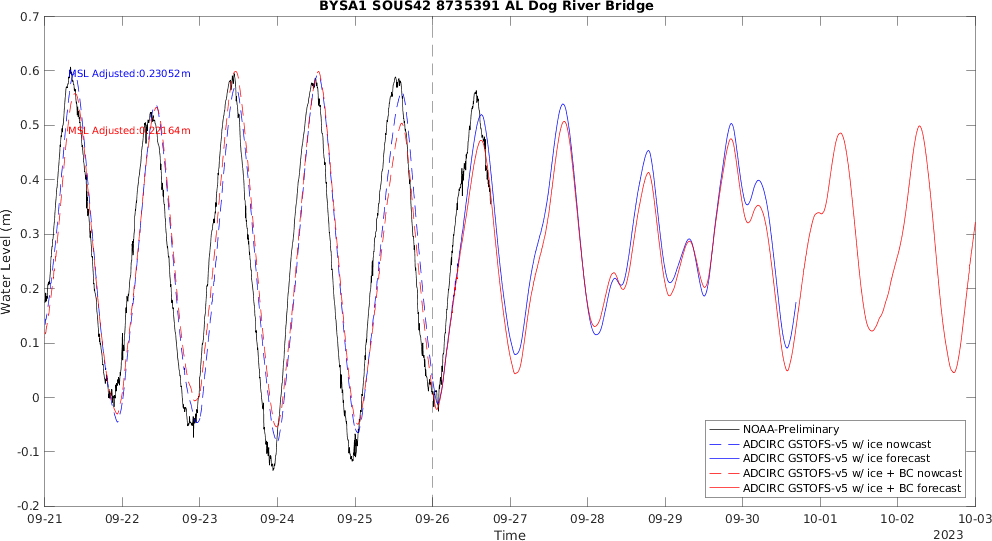 BYSA1 SOUS42 8735391 AL Dog River Bridge
0.7
0.6
0.5
0.4
0.3
0.2
0.1
0
-0.1
-0.2
Water Level (m)
MSL Adjusted:0.23052m
MSL Adjusted:0.22164m
NOAA-Preliminary
ADCIRC GSTOFS-v5 w/ ice nowcast
ADCIRC GSTOFS-v5 w/ ice forecast
ADCIRC GSTOFS-v5 w/ ice + BC nowcast
ADCIRC GSTOFS-v5 w/ ice + BC forecast
09-21 09-22 09-23 09-24 09-25 09-26 09-27 09-28 09-29 09-30 10-01 10-02 10-03
Time
2023